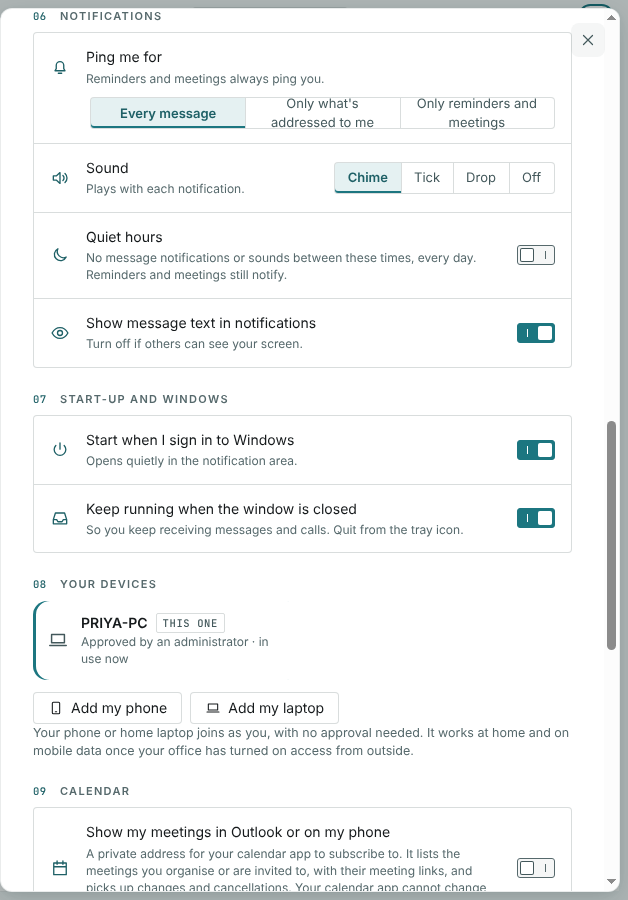 06 NOTIFICATIONS
Ping me for
Reminders and meetings always ping you.
Every message
Only what's
addressed to me
Only reminders and
meetings
Sound
Plays with each notification.
Chime
Tick
Drop
Off
Quiet hours
No message notifications or sounds between these times, every day.
Reminders and meetings still notify.
Show message text in notifications
Turn off if others can see your screen.
07 START-UP AND WINDOWS
Start when I sign in to Windows
Opens quietly in the notification area.
Keep running when the window is closed
So you keep receiving messages and calls. Quit from the tray icon.
08 YOUR DEVICES
PRIYA-PC THIS ONE
Approved by an administrator · in
use now
Add my phone
Add my laptop
Your phone or home laptop joins as you, with no approval needed. It works at home and on
mobile data once your office has turned on access from outside.
09 CALENDAR
Show my meetings in Outlook or on my phone
A private address for your calendar app to subscribe to. It lists the
meetings you organise or are invited to, with their meeting links, and
picks up changes and cancellations. Your calendar app cannot change